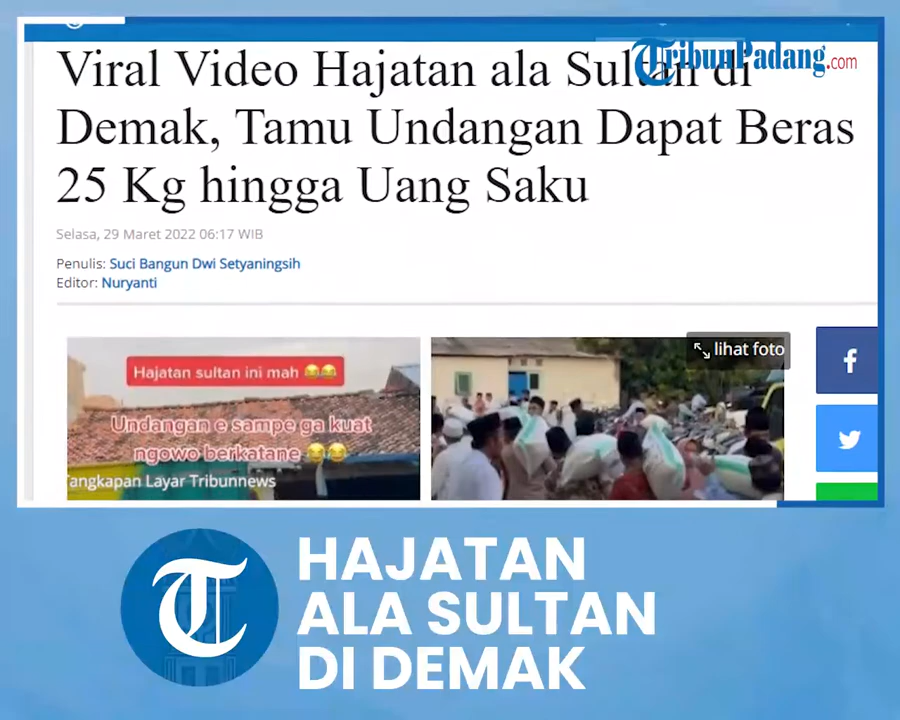 TribunPadang.com
Viral Video Hajatan ala Sultan di
Demak, Tamu Undangan Dapat Beras
25 Kg hingga Uang Saku
Selasa, 29 Maret 2022 06:17 WIB
Penulis: Suci Bangun Dwi Setyaningsih
Editor: Nuryanti
lihat foto
Hajatan sultan ini mah 😂😂
Undangan e sampe ga kuat
ngowo berkatane 😂😂
angkapan Layar Tribunnews
HAJATAN
ALA SULTAN
DI DEMAK